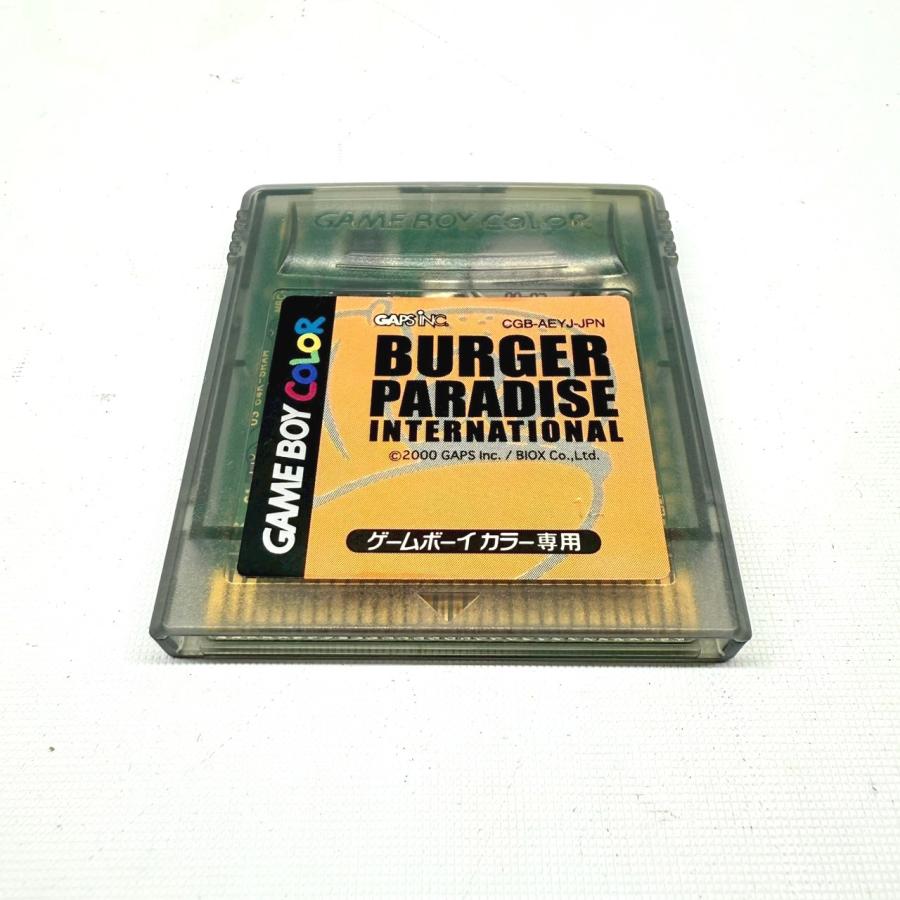 GAME BOY COLOR
GAME BOY COLOR
GAPS INC.
CGB-AEYJ-JPN
BURGER
PARADISE
INTERNATIONAL
©2000 GAPS Inc. / BIOX Co.,Ltd.
ゲームボーイ カラー専用